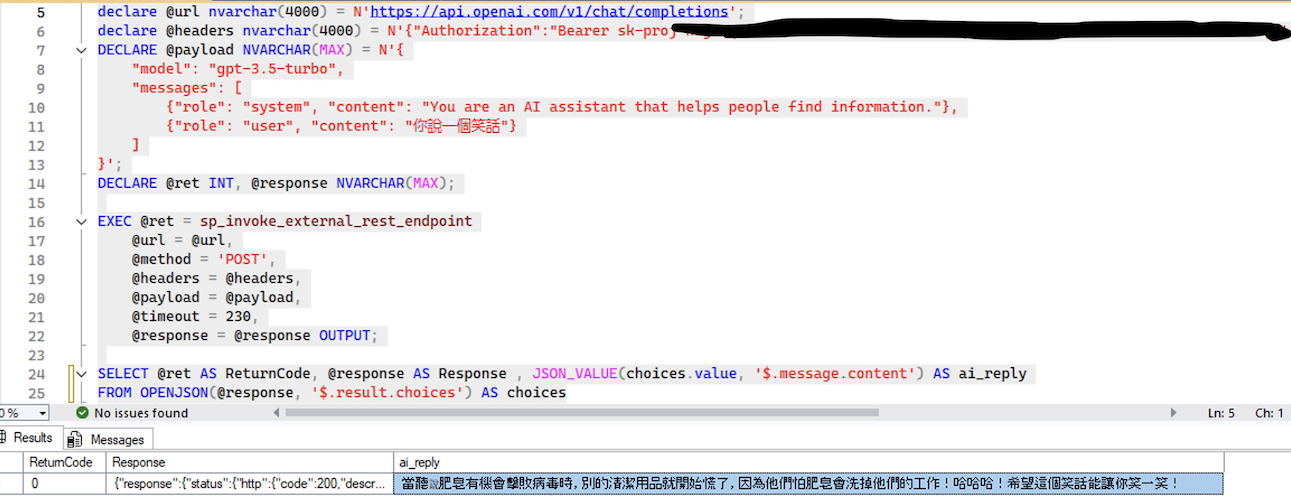 5 declare @url nvarchar(4000) = N'https://api.openai.com/v1/chat/completions';
6 declare @headers nvarchar(4000) = N'{"Authorization":"Bearer sk-proj
7 DECLARE @payload NVARCHAR(MAX) = N'{
8 "model": "gpt-3.5-turbo",
9 "messages": [
10 {"role": "system", "content": "You are an AI assistant that helps people find information."},
11 {"role": "user", "content": "你說一個笑話"}
12 ]
13 }';
14 DECLARE @ret INT, @response NVARCHAR(MAX);
15
16 EXEC @ret = sp_invoke_external_rest_endpoint
17 @url = @url,
18 @method = 'POST',
19 @headers = @headers,
20 @payload = @payload,
21 @timeout = 230,
22 @response = @response OUTPUT;
23
24 SELECT @ret AS ReturnCode, @response AS Response , JSON_VALUE(choices.value, '$.message.content') AS ai_reply
25 FROM OPENJSON(@response, '$.result.choices') AS choices
0 % No issues found Ln: 5 Ch: 1
Results Messages
ReturnCode Response ai_reply
0 {"response":{"status":{"http":{"code":200,"descr... 當聽說肥皂有機會擊敗病毒時,別的清潔用品就開始慌了,因為他們怕肥皂會洗掉他們的工作!哈哈哈!希望這個笑話能讓你笑一笑!